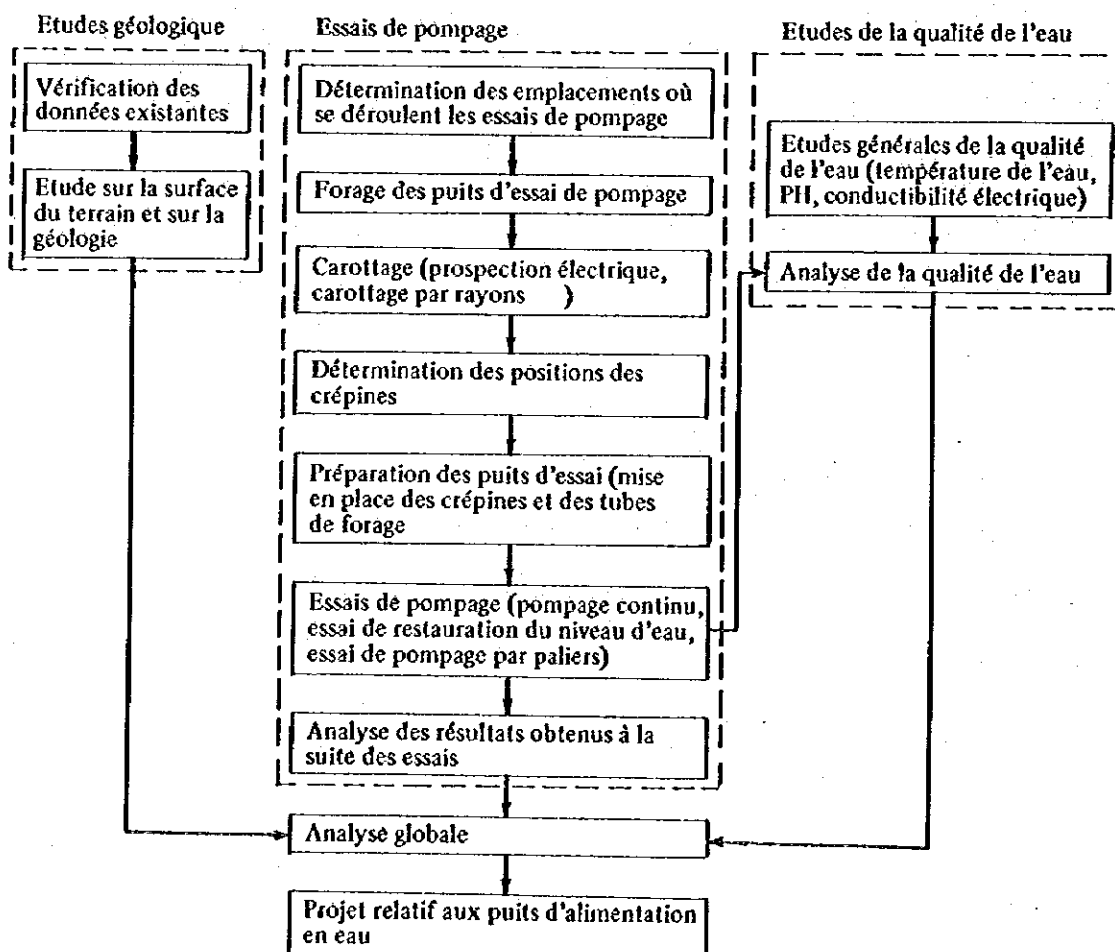 Etudes géologique
Vérification des
données existantes
Etude sur la surface
du terrain et sur la
géologie
Essais de pompage
Détermination des emplacements où
se déroulent les essais de pompage
Forage des puits d'essai de pompage
Carottage (prospection électrique,
carottage par rayons )
Détermination des positions des
crépines
Préparation des puits d'essai (mise
en place des crépines et des tubes
de forage
Essais de pompage (pompage continu,
essai de restauration du niveau d'eau,
essai de pompage par paliers)
Analyse des résultats obtenus à la
suite des essais
Etudes de la qualité de l'eau
Etudes générales de la qualité
de l'eau (température de l'eau,
PH, conductibilité électrique)
Analyse de la qualité de l'eau
Analyse globale
Projet relatif aux puits d'alimentation
en eau